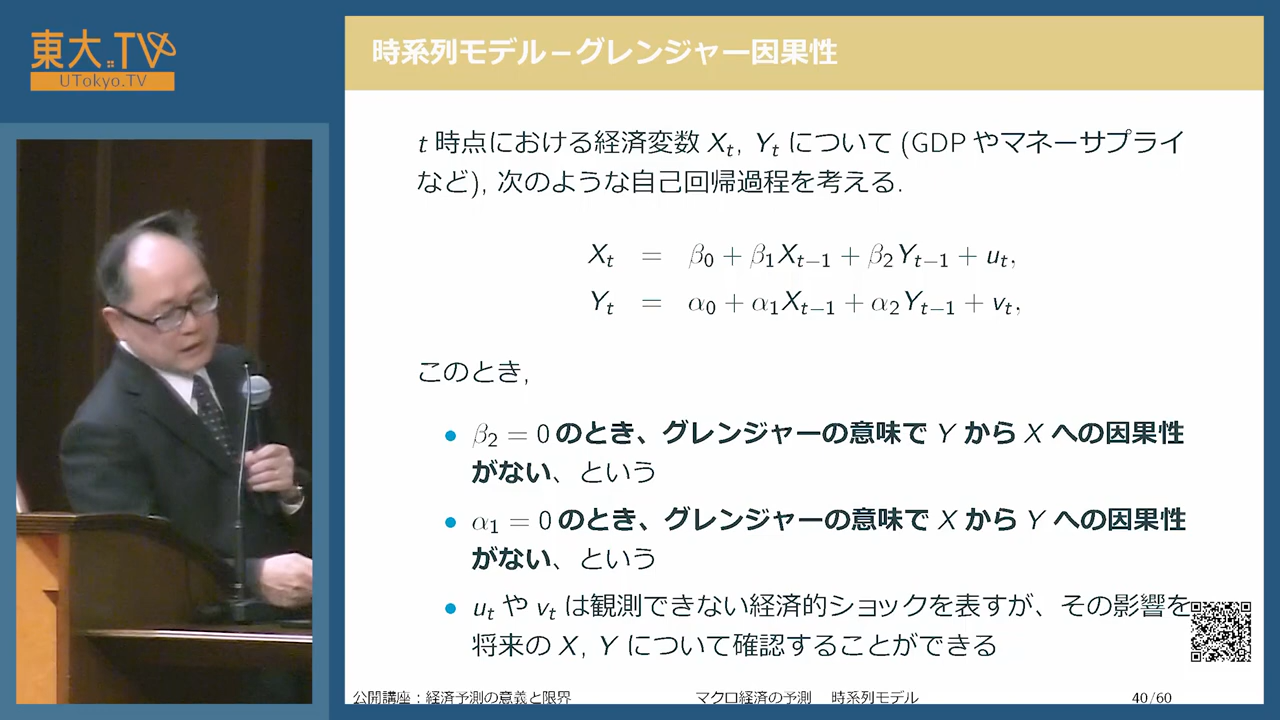 東大.TV
UTokyo.TV
時系列モデル – グレンジャー因果性
t 時点における経済変数 Xₜ, Yₜ について (GDP やマネーサプライ
など), 次のような自己回帰過程を考える.
Xₜ = β₀ + β₁Xₜ₋₁ + β₂Yₜ₋₁ + uₜ,
Yₜ = α₀ + α₁Xₜ₋₁ + α₂Yₜ₋₁ + vₜ,
このとき,
• β₂ = 0 のとき、グレンジャーの意味で Y から X への因果性
がない、という
• α₁ = 0 のとき、グレンジャーの意味で X から Y への因果性
がない、という
• uₜ や vₜ は観測できない経済的ショックを表すが、その影響を
将来の X, Y について確認することができる
公開講座：経済予測の意義と限界 マクロ経済の予測 時系列モデル 40/60